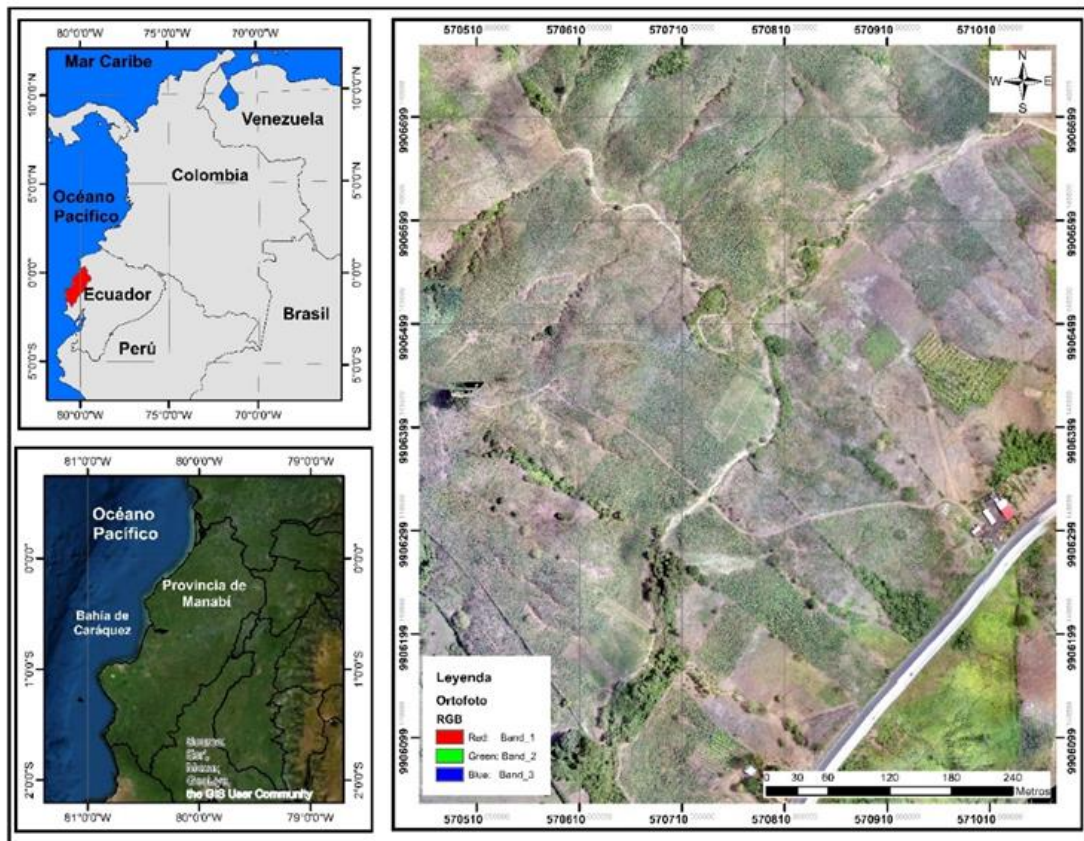 80°0'0"W 75°0'0"W 70°0'0"W
Mar Caribe
10°0'0"N
10°0'0"N
Venezuela
Colombia
5°0'0"N
5°0'0"N
Océano
Pacífico
0°0'0"
0°0'0"
Ecuador
Brasil
Perú
5°0'0"S
5°0'0"S
80°0'0"W 75°0'0"W 70°0'0"W
81°0'0"W 80°0'0"W 79°0'0"W
Océano
Pacífico
0°0'0"
0°0'0"
Provincia de
Manabí
Bahía de
Caráquez
1°0'0"S
1°0'0"S
2°0'0"S
2°0'0"S
the GIS User Community
81°0'0"W 80°0'0"W 79°0'0"W
570510 570610 570710 570810 570910 571010
N
W E
S
9906699
9906699
9906599
9906599
9906499
9906499
9906399
9906399
9906299
9906299
9906199
9906199
9906099
9906099
Leyenda
Ortofoto
RGB
Red: Band_1
Green: Band_2
Blue: Band_3
0 30 60 120 180 240
Metros
570510 570610 570710 570810 570910 571010